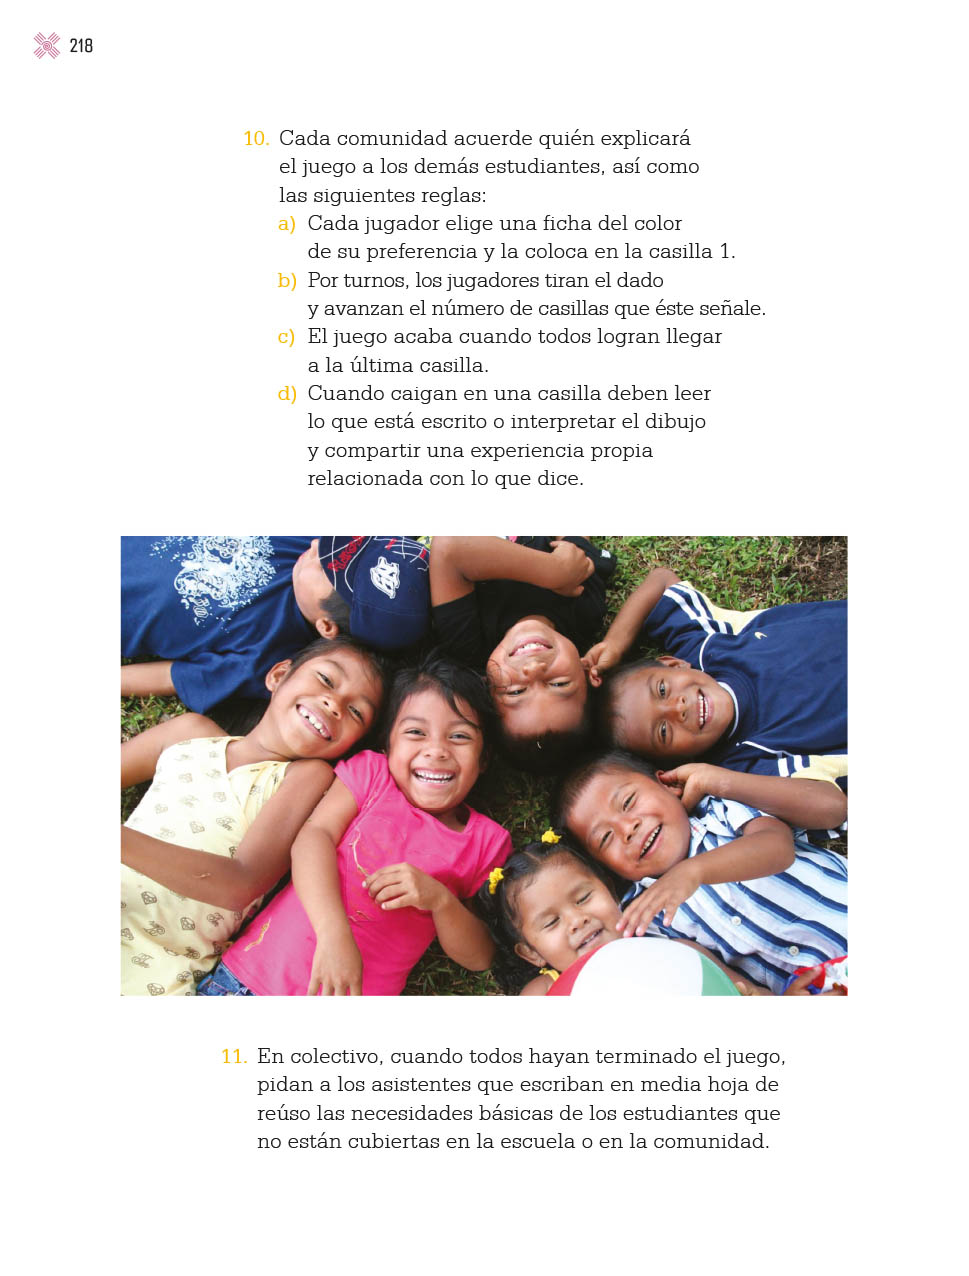 218
10. Cada comunidad acuerde quién explicará
el juego a los demás estudiantes, así como
las siguientes reglas:
a) Cada jugador elige una ficha del color
de su preferencia y la coloca en la casilla 1.
b) Por turnos, los jugadores tiran el dado
y avanzan el número de casillas que éste señale.
c) El juego acaba cuando todos logran llegar
a la última casilla.
d) Cuando caigan en una casilla deben leer
lo que está escrito o interpretar el dibujo
y compartir una experiencia propia
relacionada con lo que dice.
11. En colectivo, cuando todos hayan terminado el juego,
pidan a los asistentes que escriban en media hoja de
reúso las necesidades básicas de los estudiantes que
no están cubiertas en la escuela o en la comunidad.